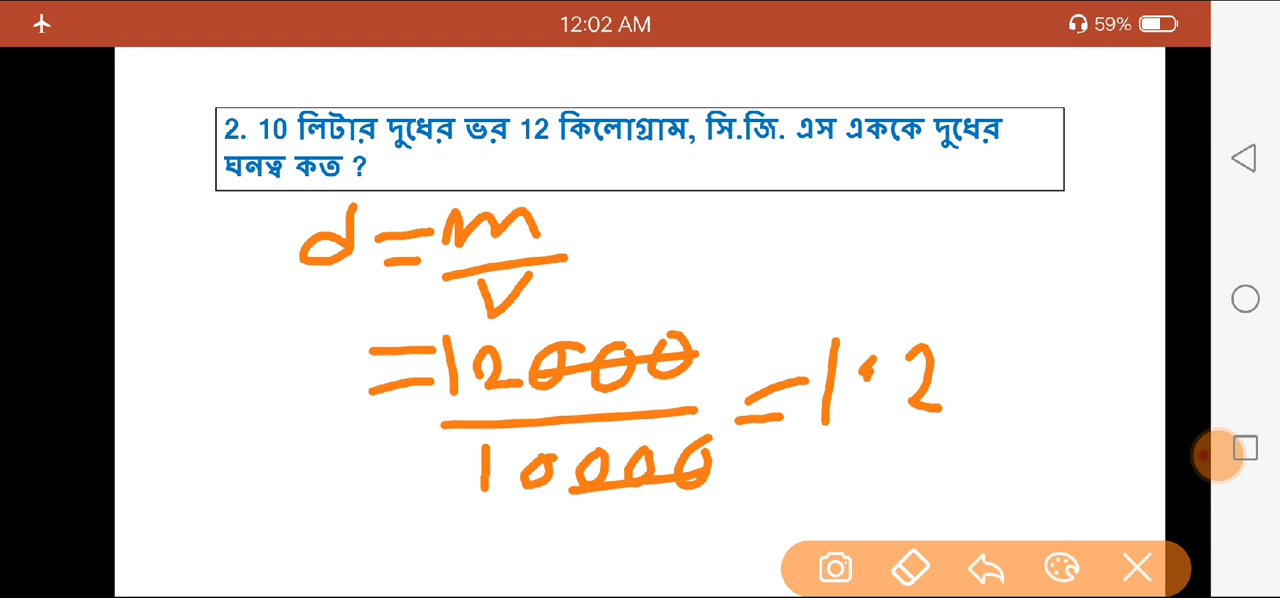 12:02 AM
59%
2. 10 লিটার দুধের ভর 12 কিলোগ্রাম, সি.জি. এস এককে দুধের
ঘনত্ব কত ?
d = m
V
= 12000
10000
= 1.2